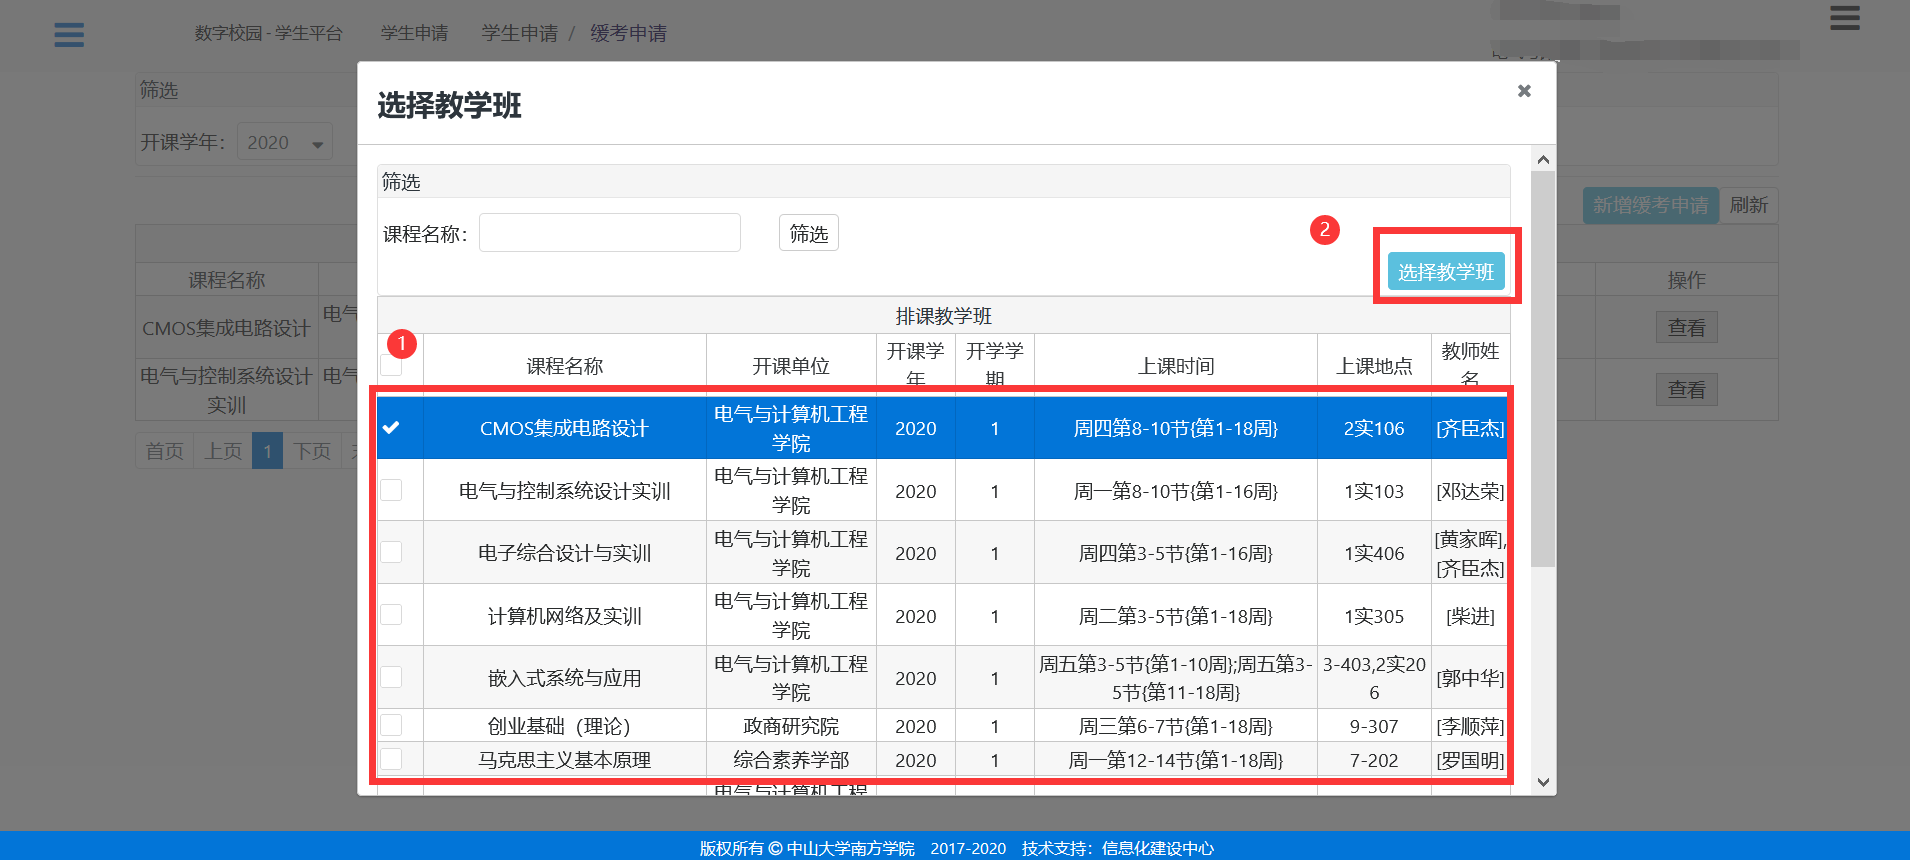 数字校园 - 学生平台 学生申请 学生申请 / 缓考申请
筛选
开课学年： 2020
新增缓考申请 刷新
课程名称 操作
CMOS集成电路设计 电气 查看
电气与控制系统设计 电气
实训 查看
首页 上页 1 下页
选择教学班
×
筛选
课程名称： 筛选
2
选择教学班
排课教学班
1
课程名称 开课单位 开课学年 开学学期 上课时间 上课地点 教师姓名
CMOS集成电路设计 电气与计算机工程学院 2020 1 周四第8-10节{第1-18周} 2实106 [齐臣杰]
电气与控制系统设计实训 电气与计算机工程学院 2020 1 周一第8-10节{第1-16周} 1实103 [邓达荣]
电子综合设计与实训 电气与计算机工程学院 2020 1 周四第3-5节{第1-16周} 1实406 [黄家晖],[齐臣杰]
计算机网络及实训 电气与计算机工程学院 2020 1 周二第3-5节{第1-18周} 1实305 [柴进]
嵌入式系统与应用 电气与计算机工程学院 2020 1 周五第3-5节{第1-10周};周五第3-5节{第11-18周} 3-403,2实206 [郭中华]
创业基础（理论） 政商研究院 2020 1 周三第6-7节{第1-18周} 9-307 [李顺萍]
马克思主义基本原理 综合素养学部 2020 1 周一第12-14节{第1-18周} 7-202 [罗国明]
电气与计算机工程
版权所有 © 中山大学南方学院 2017-2020 技术支持：信息化建设中心